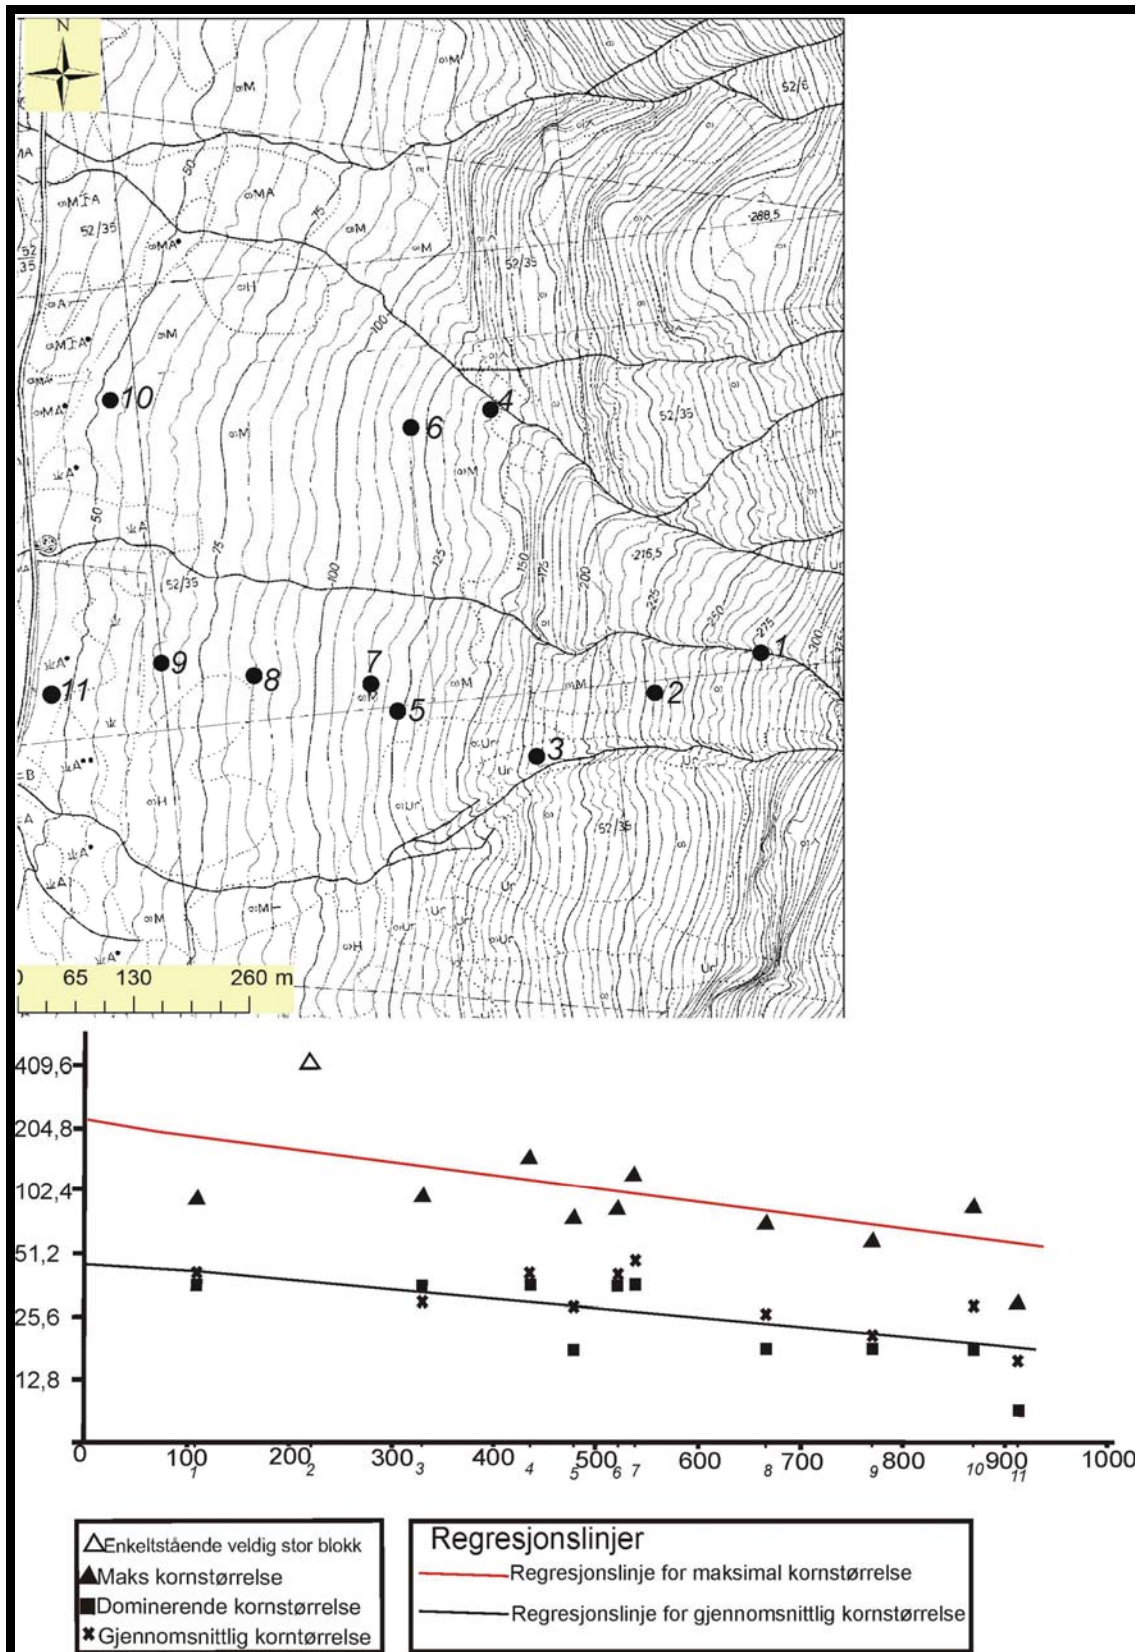 N
52/6
288,5
50
MA
75
100
52/35
52/35
10
6
4
52/35
50
75
100
125
150
175
200
216,5
225
250
275
300
52/35
1
2
7
9
8
5
11
3
Ur
Ur
Ur
Ur
52/35
Ur
Ur
Ur
Ur
Ur
Ur
65 130 260 m
409,6
204,8
102,4
51,2
25,6
12,8
0 100 200 300 400 500 600 700 800 900 1000
1 2 3 4 5 6 7 8 9 10 11
Enkeltstående veldig stor blokk
Maks kornstørrelse
Dominerende kornstørrelse
Gjennomsnittlig korntørrelse
Regresjonslinjer
Regresjonslinje for maksimal kornstørrelse
Regresjonslinje for gjennomsnittlig kornstørrelse